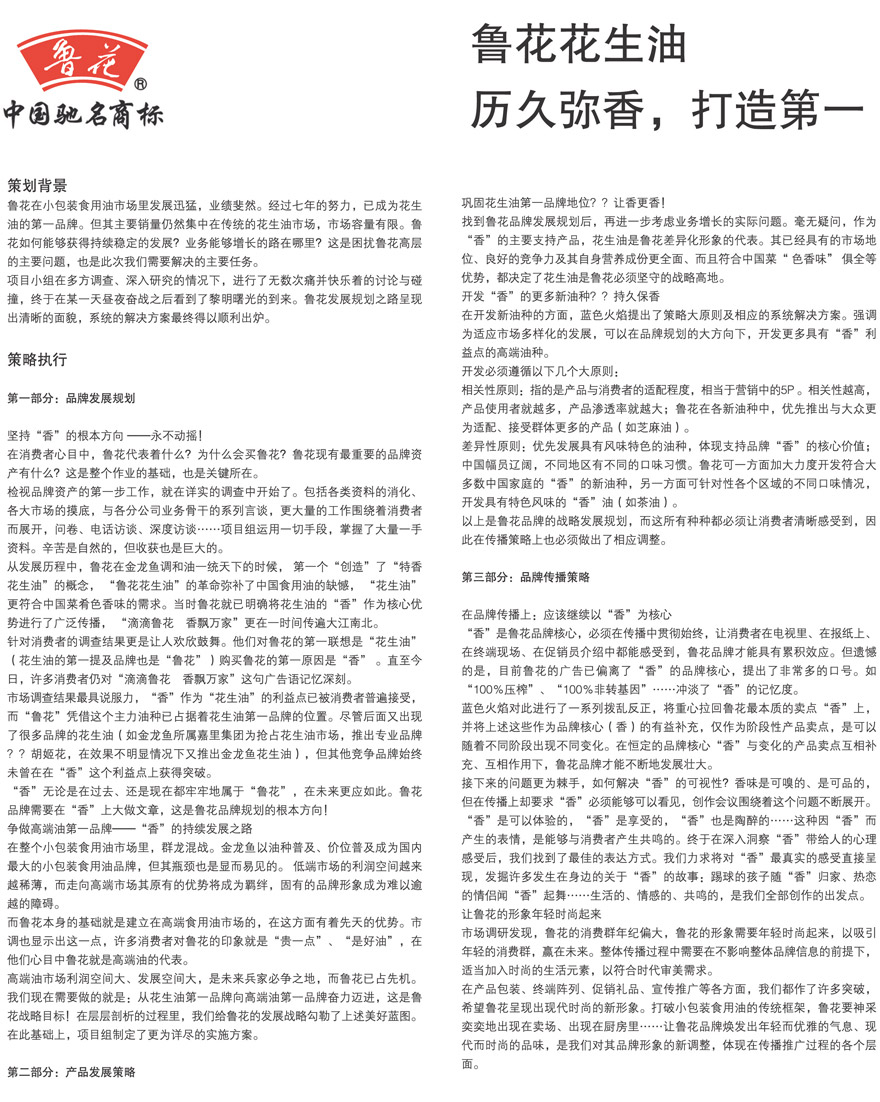 鲁花
®
中国驰名商标
鲁花花生油
历久弥香，打造第一
策划背景
鲁花在小包装食用油市场里发展迅猛，业绩斐然。经过七年的努力，已成为花生
油的第一品牌。但其主要销量仍然集中在传统的花生油市场，市场容量有限。鲁
花如何能够获得持续稳定的发展？业务能够增长的路在哪里？这是困扰鲁花高层
的主要问题，也是此次我们需要解决的主要任务。
项目小组在多方调查、深入研究的情况下，进行了无数次痛并快乐着的讨论与碰
撞，终于在某一天昼夜奋战之后看到了黎明曙光的到来。鲁花发展规划之路呈现
出清晰的面貌，系统的解决方案最终得以顺利出炉。
策略执行
第一部分：品牌发展规划
坚持“香”的根本方向 ——永不动摇！
在消费者心目中，鲁花代表着什么？为什么会买鲁花？鲁花现有最重要的品牌资
产有什么？这是整个作业的基础，也是关键所在。
检视品牌资产的第一步工作，就在详实的调查中开始了。包括各类资料的消化、
各大市场的摸底，与各分公司业务骨干的系列言谈，更大量的工作围绕着消费者
而展开，问卷、电话访谈、深度访谈……项目组运用一切手段，掌握了大量一手
资料。辛苦是自然的，但收获也是巨大的。
从发展历程中，鲁花在金龙鱼调和油一统天下的时候， 第一个“创造”了“特香
花生油”的概念， “鲁花花生油”的革命弥补了中国食用油的缺憾， “花生油”
更符合中国菜肴色香味的需求。当时鲁花就已明确将花生油的“香”作为核心优
势进行了广泛传播， “滴滴鲁花　香飘万家”更在一时间传遍大江南北。
针对消费者的调查结果更是让人欢欣鼓舞。他们对鲁花的第一联想是“花生油”
（花生油的第一提及品牌也是“鲁花”）购买鲁花的第一原因是“香” 。直至今
日，许多消费者仍对“滴滴鲁花　香飘万家”这句广告语记忆深刻。
市场调查结果最具说服力， “香”作为“花生油”的利益点已被消费者普遍接受，
而“鲁花”凭借这个主力油种已占据着花生油第一品牌的位置。尽管后面又出现
了很多品牌的花生油（如金龙鱼所属嘉里集团为抢占花生油市场，推出专业品牌
？？胡姬花，在效果不明显情况下又推出金龙鱼花生油），但其他竞争品牌始终
未曾在在“香”这个利益点上获得突破。
“香”无论是在过去、还是现在都牢牢地属于“鲁花”，在未来更应如此。鲁花
品牌需要在“香”上大做文章，这是鲁花品牌规划的根本方向！
争做高端油第一品牌——“香”的持续发展之路
在整个小包装食用油市场里，群龙混战。金龙鱼以油种普及、价位普及成为国内
最大的小包装食用油品牌，但其瓶颈也是显而易见的。 低端市场的利润空间越来
越稀薄，而走向高端市场其原有的优势将成为羁绊，固有的品牌形象成为难以逾
越的障碍。
而鲁花本身的基础就是建立在高端食用油市场的，在这方面有着先天的优势。市
调也显示出这一点，许多消费者对鲁花的印象就是“贵一点”、“是好油”，在
他们心目中鲁花就是高端油的代表。
高端油市场利润空间大、发展空间大，是未来兵家必争之地，而鲁花已占先机。
我们现在需要做的就是：从花生油第一品牌向高端油第一品牌奋力迈进，这是鲁
花战略目标！在层层剖析的过程里，我们给鲁花的发展战略勾勒了上述美好蓝图。
在此基础上，项目组制定了更为详尽的实施方案。
第二部分：产品发展策略
巩固花生油第一品牌地位？？让香更香！
找到鲁花品牌发展规划后，再进一步考虑业务增长的实际问题。毫无疑问，作为
“香”的主要支持产品，花生油是鲁花差异化形象的代表。其已经具有的市场地
位、良好的竞争力及其自身营养成份更全面、而且符合中国菜“ 色香味” 俱全等
优势，都决定了花生油是鲁花必须坚守的战略高地。
开发“香”的更多新油种？？持久保香
在开发新油种的方面，蓝色火焰提出了策略大原则及相应的系统解决方案。强调
为适应市场多样化的发展，可以在品牌规划的大方向下，开发更多具有“香”利
益点的高端油种。
开发必须遵循以下几个大原则：
相关性原则：指的是产品与消费者的适配程度，相当于营销中的5P 。相关性越高，
产品使用者就越多，产品渗透率就越大；鲁花在各新油种中，优先推出与大众更
为适配、接受群体更多的产品（如芝麻油）。
差异性原则：优先发展具有风味特色的油种，体现支持品牌“香”的核心价值；
中国幅员辽阔，不同地区有不同的口味习惯。鲁花可一方面加大力度开发符合大
多数中国家庭的“香”的新油种，另一方面可针对性各个区域的不同口味情况，
开发具有特色风味的“香”油（如茶油）。
以上是鲁花品牌的战略发展规划，而这所有种种都必须让消费者清晰感受到，因
此在传播策略上也必须做出了相应调整。
第三部分：品牌传播策略
在品牌传播上：应该继续以“香”为核心
“香”是鲁花品牌核心，必须在传播中贯彻始终，让消费者在电视里、在报纸上、
在终端现场、在促销员介绍中都能感受到，鲁花品牌才能具有累积效应。但遗憾
的是，目前鲁花的广告已偏离了“香”的品牌核心，提出了非常多的口号。如
“100%压榨”、“100%非转基因”……冲淡了“香”的记忆度。
蓝色火焰对此进行了一系列拨乱反正，将重心拉回鲁花最本质的卖点“香”上，
并将上述这些作为品牌核心（香）的有益补充，仅作为阶段性产品卖点，是可以
随着不同阶段出现不同变化。在恒定的品牌核心“香”与变化的产品卖点互相补
充、互相作用下，鲁花品牌才能不断地发展壮大。
接下来的问题更为棘手，如何解决“香”的可视性？香味是可嗅的、是可品的，
但在传播上却要求“香”必须能够可以看见，创作会议围绕着这个问题不断展开。
“香”是可以体验的，“香”是享受的，“香”也是陶醉的……这种因“香”而
产生的表情，是能够与消费者产生共鸣的。终于在深入洞察“香”带给人的心理
感受后，我们找到了最佳的表达方式。我们力求将对“香”最真实的感受直接呈
现，发掘许多发生在身边的关于“香”的故事：踢球的孩子随“香”归家、热恋
的情侣闻“香”起舞……生活的、情感的、共鸣的，是我们全部创作的出发点。
让鲁花的形象年轻时尚起来
市场调研发现，鲁花的消费群年纪偏大，鲁花的形象需要年轻时尚起来，以吸引
年轻的消费群，赢在未来。整体传播过程中需要在不影响整体品牌信息的前提下，
适当加入时尚的生活元素，以符合时代审美需求。
在产品包装、终端阵列、促销礼品、宣传推广等各方面，我们都作了许多突破，
希望鲁花呈现出现代时尚的新形象。打破小包装食用油的传统框架，鲁花要神采
奕奕地出现在卖场、出现在厨房里……让鲁花品牌焕发出年轻而优雅的气息、现
代而时尚的品味，是我们对其品牌形象的新调整，体现在传播推广过程的各个层
面。